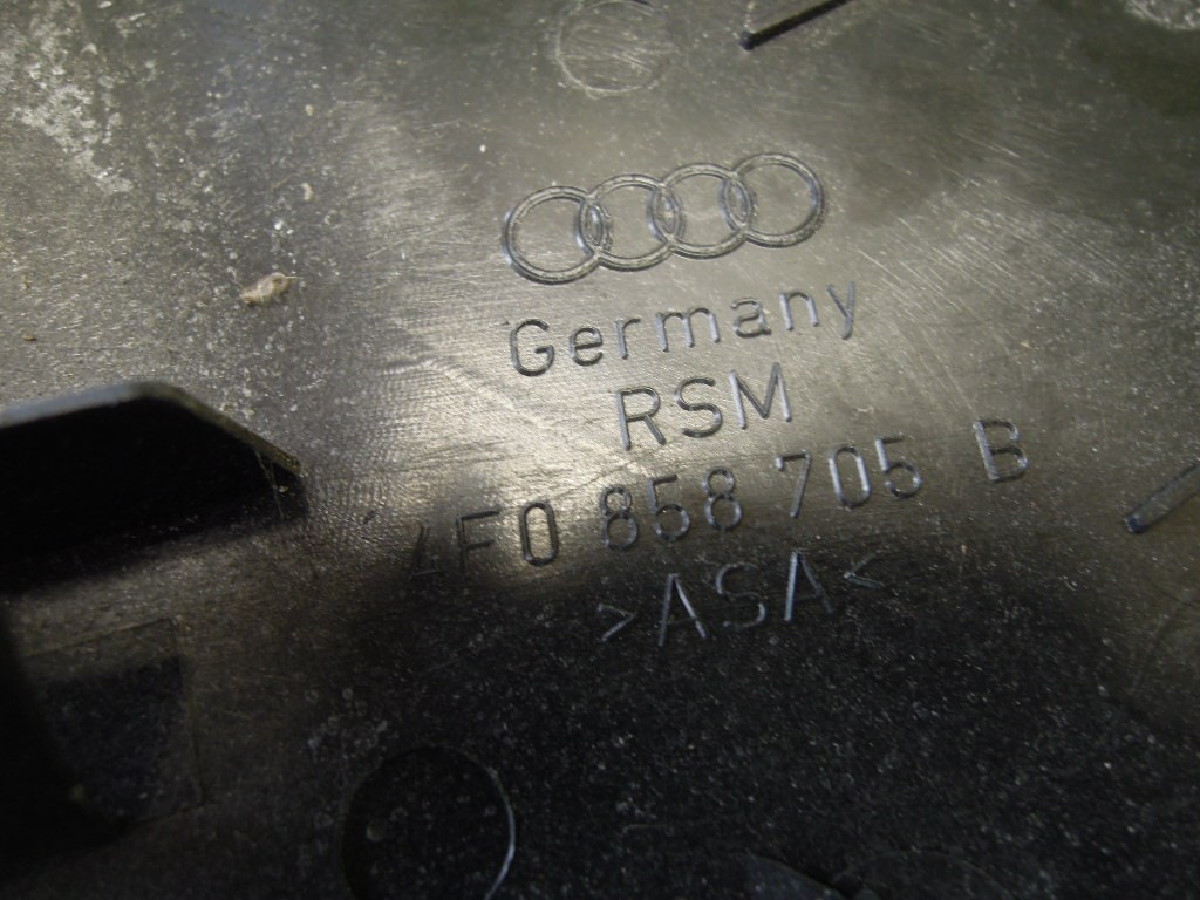 Germany
RSM
4F0 858 705 B
>ASA<